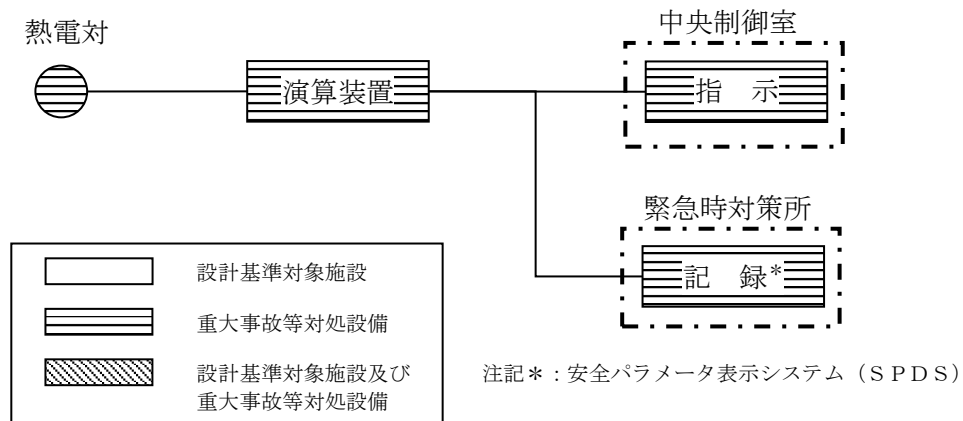 中央制御室
熱電対
演算装置
指　示
緊急時対策所
記　録*
設計基準対象施設
重大事故等対処設備
設計基準対象施設及び
重大事故等対処設備
注記＊：安全パラメータ表示システム（ＳＰＤＳ）